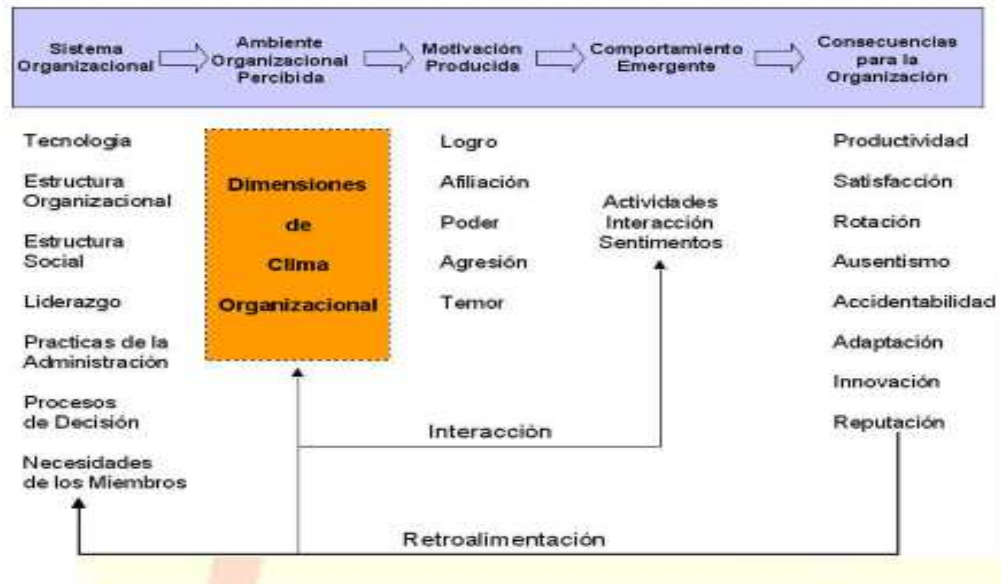 Sistema
Organizacional
Ambiente
Organizacional
Percibida
Motivación
Producida
Comportamiento
Emergente
Consecuencias
para la
Organización
Tecnología
Estructura
Organizacional
Estructura
Social
Liderazgo
Practicas de la
Administración
Procesos
de Decisión
Necesidades
de los Miembros
Dimensiones
de
Clima
Organizacional
Logro
Afiliación
Poder
Agresión
Temor
Actividades
Interacción
Sentimentos
Productividad
Satisfacción
Rotación
Ausentismo
Accidentabilidad
Adaptación
Innovación
Reputación
Interacción
Retroalimentación